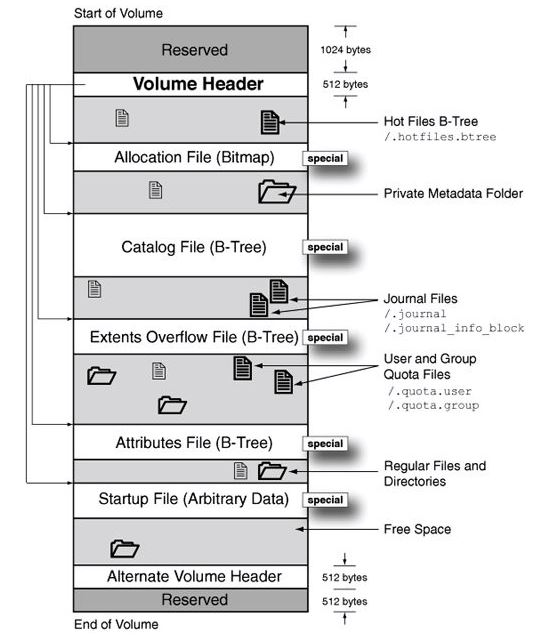 Start of Volume
Reserved
1024 bytes
Volume Header
512 bytes
Hot Files B-Tree
/.hotfiles.btree
Allocation File (Bitmap)
special
Private Metadata Folder
Catalog File (B-Tree)
special
Journal Files
/.journal
/.journal_info_block
Extents Overflow File (B-Tree)
special
User and Group
Quota Files
/.quota.user
/.quota.group
Attributes File (B-Tree)
special
Regular Files and
Directories
Startup File (Arbitrary Data)
special
Free Space
Alternate Volume Header
512 bytes
Reserved
512 bytes
End of Volume